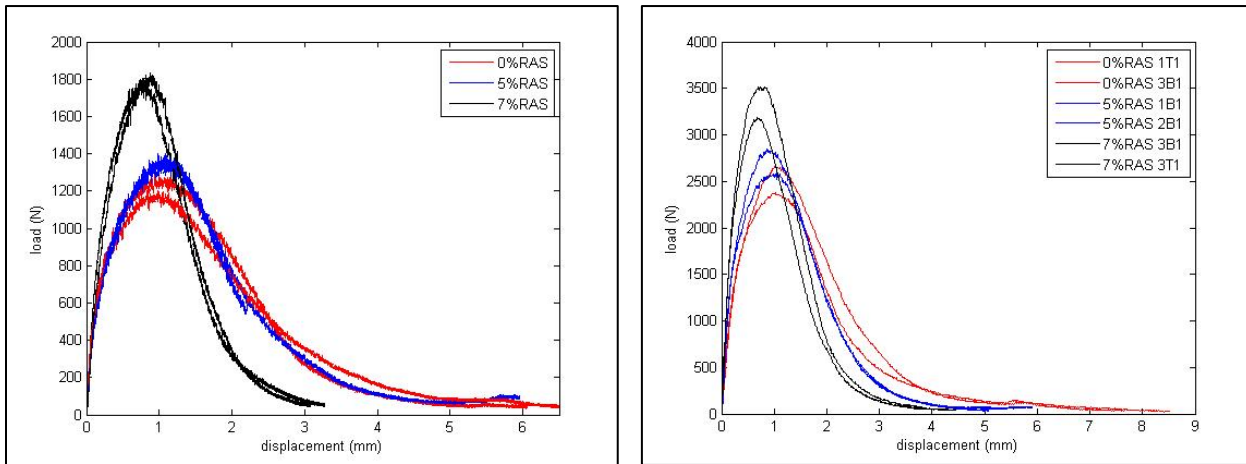 2000
1800
1600
1400
1200
1000
800
600
400
200
0
load (N)
0 1 2 3 4 5 6
displacement (mm)
0%RAS
5%RAS
7%RAS
4000
3500
3000
2500
2000
1500
1000
500
0
load (N)
0 1 2 3 4 5 6 7 8 9
displacement (mm)
0%RAS 1T1
0%RAS 3B1
5%RAS 1B1
5%RAS 2B1
7%RAS 3B1
7%RAS 3T1